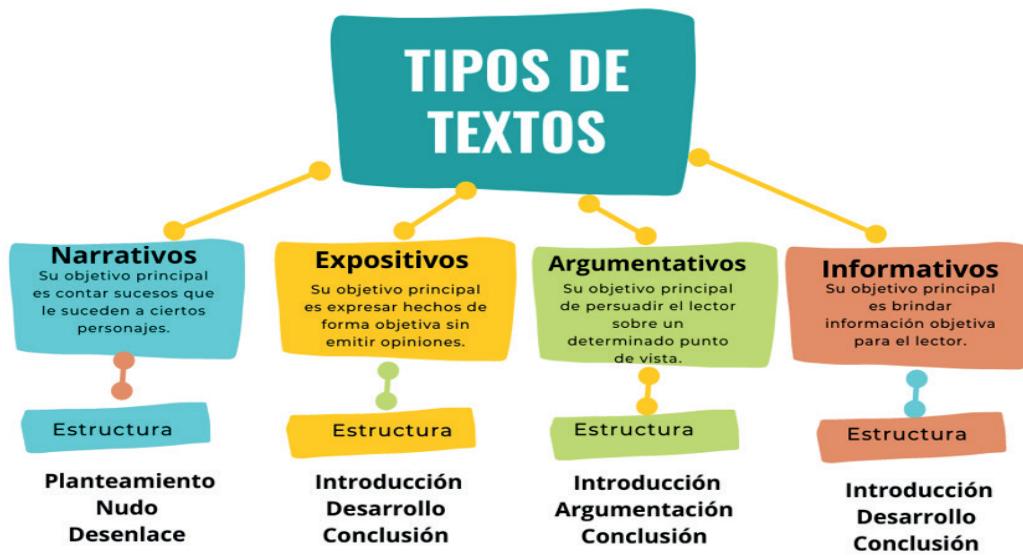 TIPOS DE
TEXTOS
Narrativos
Su objetivo principal
es contar sucesos que
le suceden a ciertos
personajes.
Estructura
Planteamiento
Nudo
Desenlace
Expositivos
Su objetivo principal
es expresar hechos de
forma objetiva sin
emitir opiniones.
Estructura
Introducción
Desarrollo
Conclusión
Argumentativos
Su objetivo principal
de persuadir el lector
sobre un
determinado punto
de vista.
Estructura
Introducción
Argumentación
Conclusión
Informativos
Su objetivo principal
es brindar
información objetiva
para el lector.
Estructura
Introducción
Desarrollo
Conclusión